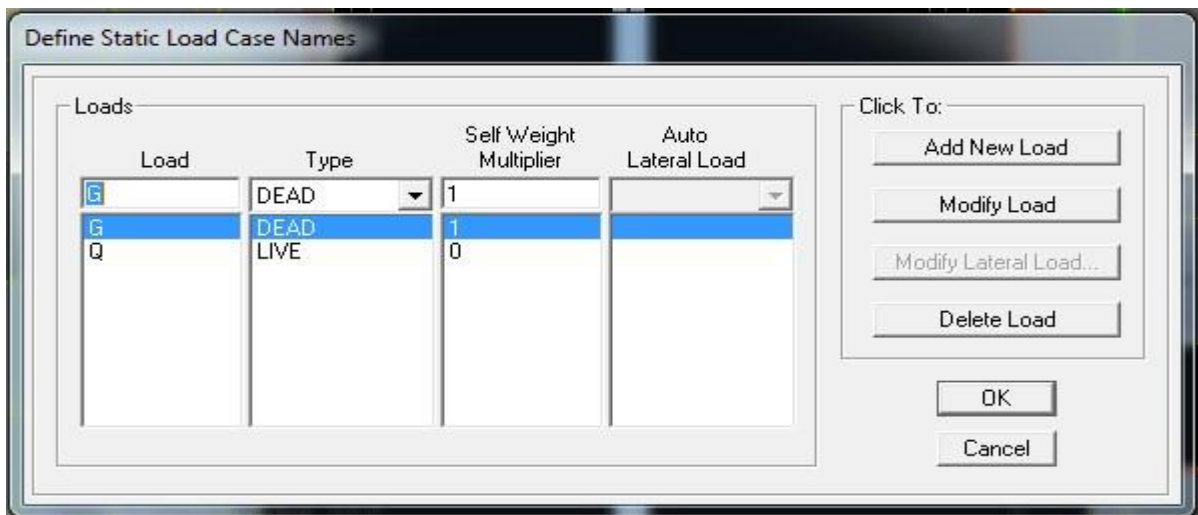 Define Static Load Case Names
Loads
Load Type Self Weight Multiplier Auto Lateral Load
G DEAD 1
G DEAD 1
Q LIVE 0
Click To:
Add New Load
Modify Load
Modify Lateral Load...
Delete Load
OK
Cancel